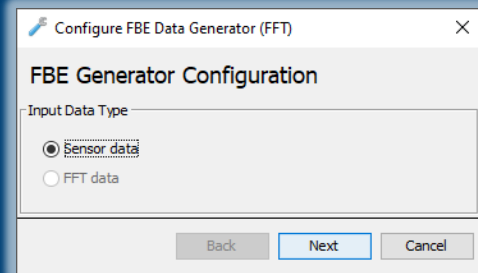 Configure FBE Data Generator (FFT)
FBE Generator Configuration
Input Data Type
Sensor data
FFT data
Back Next Cancel